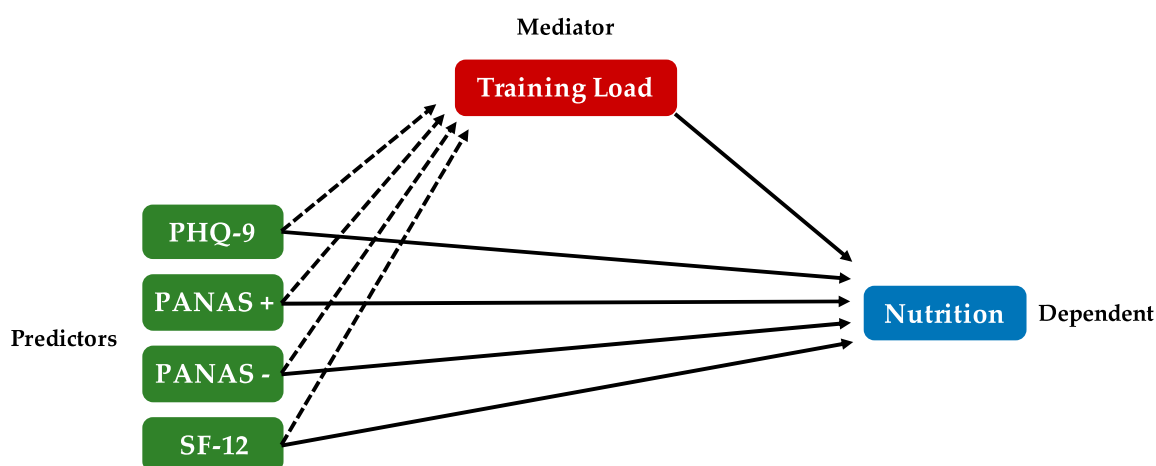 Mediator
Training Load
PHQ-9
PANAS +
Predictors
PANAS -
SF-12
Nutrition
Dependent